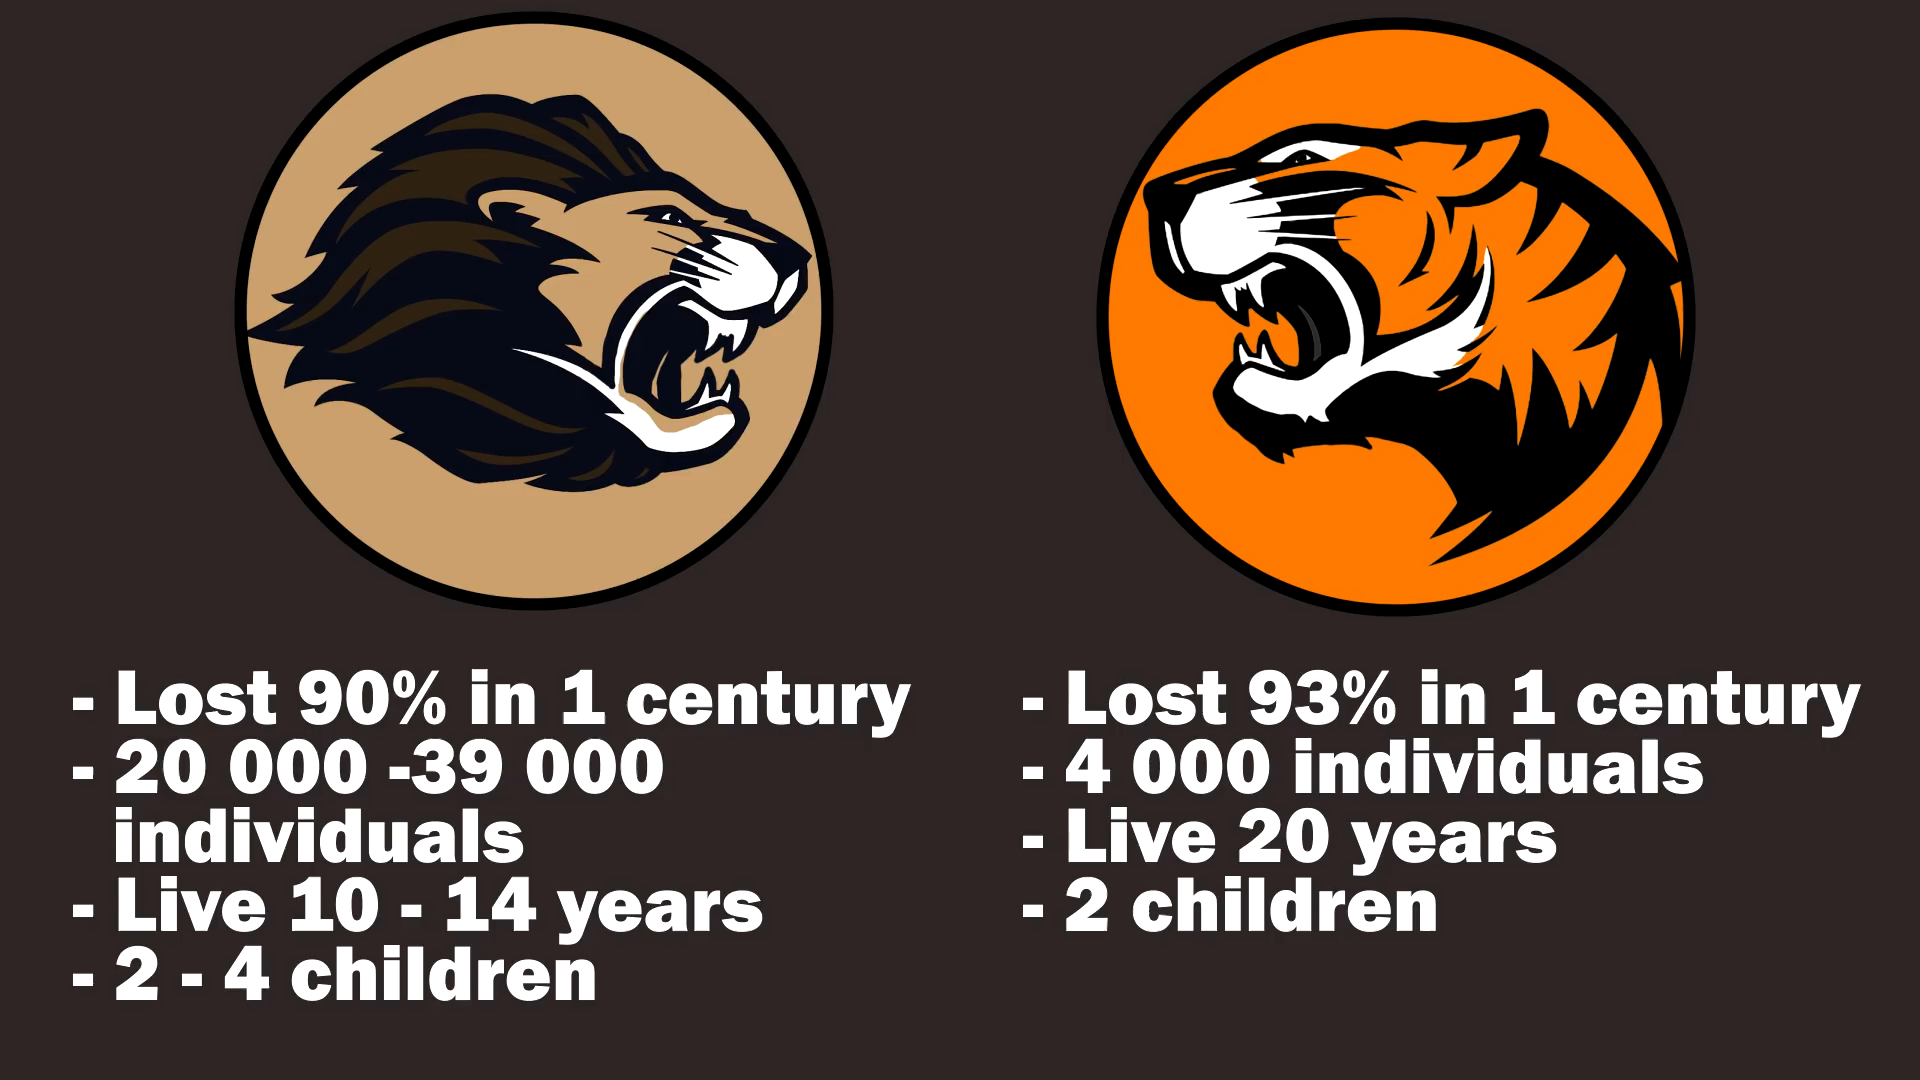 - Lost 90% in 1 century
- 20 000 -39 000
individuals
- Live 10 - 14 years
- 2 - 4 children
- Lost 93% in 1 century
- 4 000 individuals
- Live 20 years
- 2 children